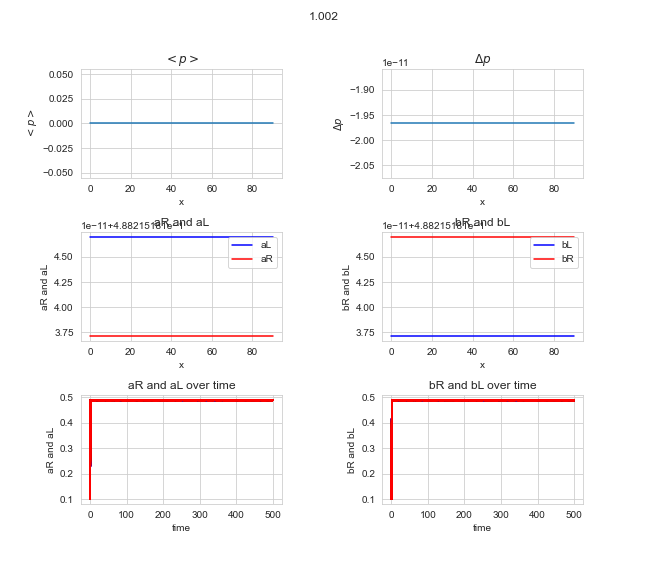 1.002
< p >
Δp
1e−11
0.050
0.025
0.000
−0.025
−0.050
< p >
0 20 40 60 80
x
−1.90
−1.95
−2.00
−2.05
Δp
0 20 40 60 80
x
aR and aL
1e−11+4.8821516
1e−1
4.50
4.25
4.00
3.75
aR and aL
aL
aR
0 20 40 60 80
x
bR and bL
1e−11+4.8821516
1e−1
4.50
4.25
4.00
3.75
bR and bL
bL
bR
0 20 40 60 80
x
aR and aL over time
0.5
0.4
0.3
0.2
0.1
aR and aL
0 100 200 300 400 500
time
bR and bL over time
0.5
0.4
0.3
0.2
0.1
bR and bL
0 100 200 300 400 500
time